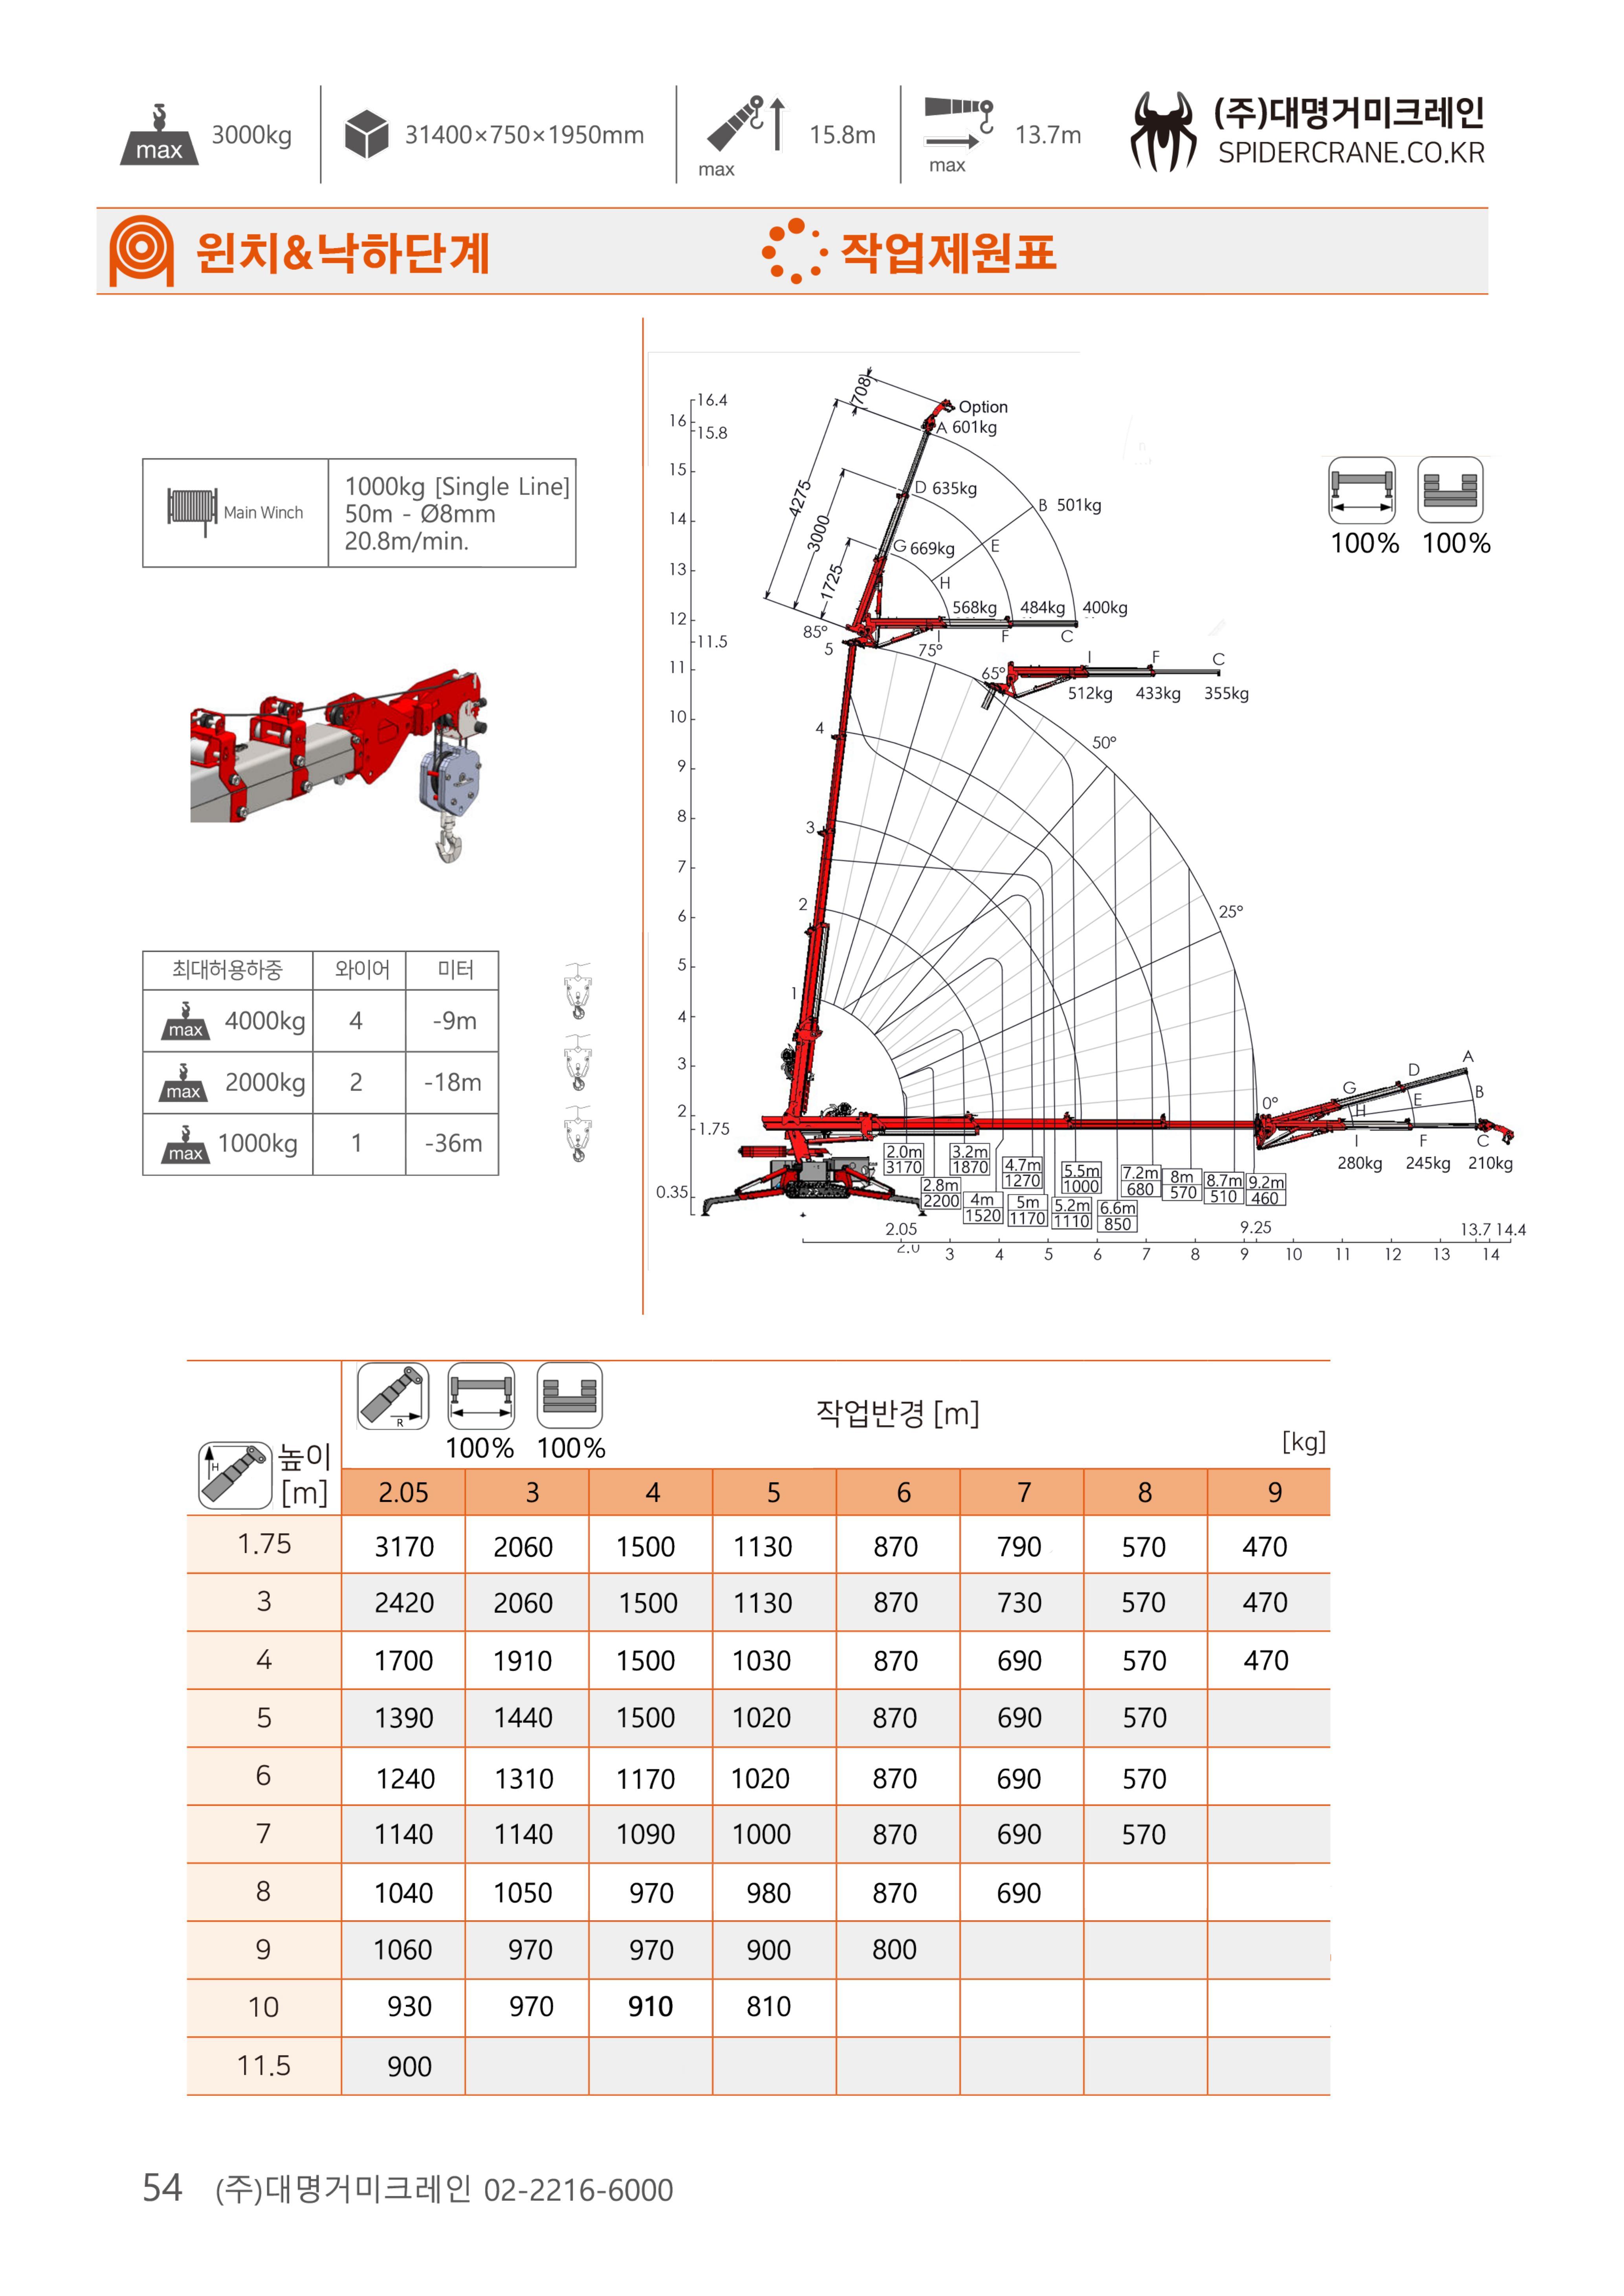 max 3000kg
31400×750×1950mm
max 15.8m
max 13.7m
(주)대명거미크레인
SPIDERCRANE.CO.KR
윈치&낙하단계
작업제원표
Main Winch
1000kg [Single Line]
50m - Ø8mm
20.8m/min.
최대허용하중 와이어 미터
max 4000kg 4 -9m
max 2000kg 2 -18m
max 1000kg 1 -36m
16.4
16
15.8
15
14
13
12
11.5
11
10
9
8
7
6
5
4
3
2
1.75
0.35
708
4275
3000
1725
Option
A 601kg
D 635kg
B 501kg
G 669kg
E
H
568kg 484kg 400kg
I F C
85°
75°
65°
I F C
512kg 433kg 355kg
50°
25°
0°
5
4
3
2
1
A
D
G
B
E
H
I F C
280kg 245kg 210kg
2.0m
3170
2.8m
2200
3.2m
1870
4m
1520
4.7m
1270
5m
1170
5.2m
1110
5.5m
1000
6.6m
850
7.2m
680
8m
570
8.7m
510
9.2m
460
2.05 9.25 13.7 14.4
2.0 3 4 5 6 7 8 9 10 11 12 13 14
100% 100%
R
100% 100%
작업반경 [m]
[kg]
H
높이
[m]
2.05 3 4 5 6 7 8 9
1.75 3170 2060 1500 1130 870 790 570 470
3 2420 2060 1500 1130 870 730 570 470
4 1700 1910 1500 1030 870 690 570 470
5 1390 1440 1500 1020 870 690 570
6 1240 1310 1170 1020 870 690 570
7 1140 1140 1090 1000 870 690 570
8 1040 1050 970 980 870 690
9 1060 970 970 900 800
10 930 970 910 810
11.5 900
54 (주)대명거미크레인 02-2216-6000